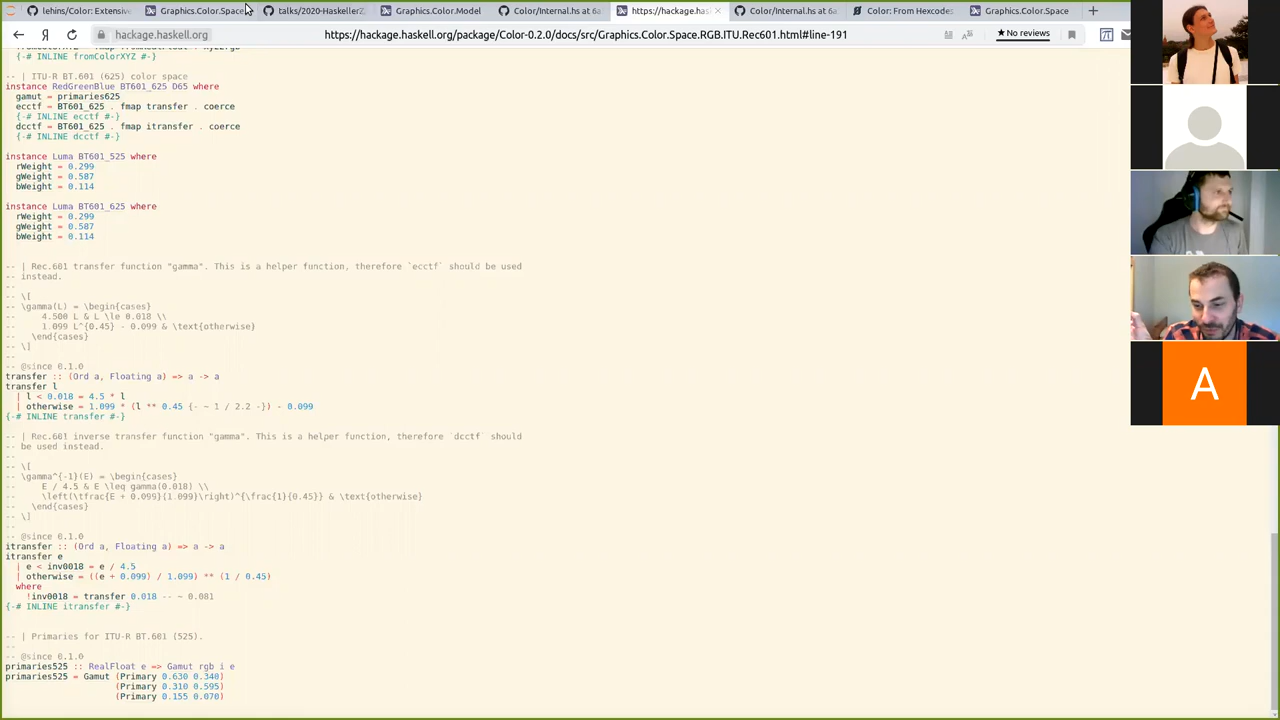 lehins/Color: Extensiv
Graphics.Color.Space
talks/2020-HaskellerZ
Graphics.Color.Model
Color/Internal.hs at 6a
https://hackage.has
Color/Internal.hs at 6a
Color: From Hexcodes
Graphics.Color.Space
hackage.haskell.org
https://hackage.haskell.org/package/Color-0.2.0/docs/src/Graphics.Color.Space.RGB.ITU.Rec601.html#line-191
★ No reviews
{-# INLINE fromColorXYZ #-}
-- | ITU-R BT.601 (625) color space
instance RedGreenBlue BT601_625 D65 where
gamut = primaries625
ecctf = BT601_625 . fmap transfer . coerce
{-# INLINE ecctf #-}
dcctf = BT601_625 . fmap itransfer . coerce
{-# INLINE dcctf #-}
instance Luma BT601_525 where
rWeight = 0.299
gWeight = 0.587
bWeight = 0.114
instance Luma BT601_625 where
rWeight = 0.299
gWeight = 0.587
bWeight = 0.114
-- | Rec.601 transfer function "gamma". This is a helper function, therefore `ecctf` should be used
-- instead.
--
-- \[
-- \gamma(L) = \begin{cases}
--    4.500 L & L \le 0.018 \\
--    1.099 L^{0.45} - 0.099 & \text{otherwise}
--  \end{cases}
-- \]
--
-- @since 0.1.0
transfer :: (Ord a, Floating a) => a -> a
transfer l
| l < 0.018 = 4.5 * l
| otherwise = 1.099 * (l ** 0.45 {- ~ 1 / 2.2 -}) - 0.099
{-# INLINE transfer #-}
-- | Rec.601 inverse transfer function "gamma". This is a helper function, therefore `dcctf` should
-- be used instead.
--
-- \[
-- \gamma^{-1}(E) = \begin{cases}
--    E / 4.5 & E \leq gamma(0.018) \\
--    \left(\tfrac{E + 0.099}{1.099}\right)^{\frac{1}{0.45}} & \text{otherwise}
--  \end{cases}
-- \]
--
-- @since 0.1.0
itransfer :: (Ord a, Floating a) => a -> a
itransfer e
| e < inv0018 = e / 4.5
| otherwise = ((e + 0.099) / 1.099) ** (1 / 0.45)
where
!inv0018 = transfer 0.018 -- ~ 0.081
{-# INLINE itransfer #-}
-- | Primaries for ITU-R BT.601 (525).
--
-- @since 0.1.0
primaries525 :: RealFloat e => Gamut rgb i e
primaries525 = Gamut (Primary 0.630 0.340)
(Primary 0.310 0.595)
(Primary 0.155 0.070)
A